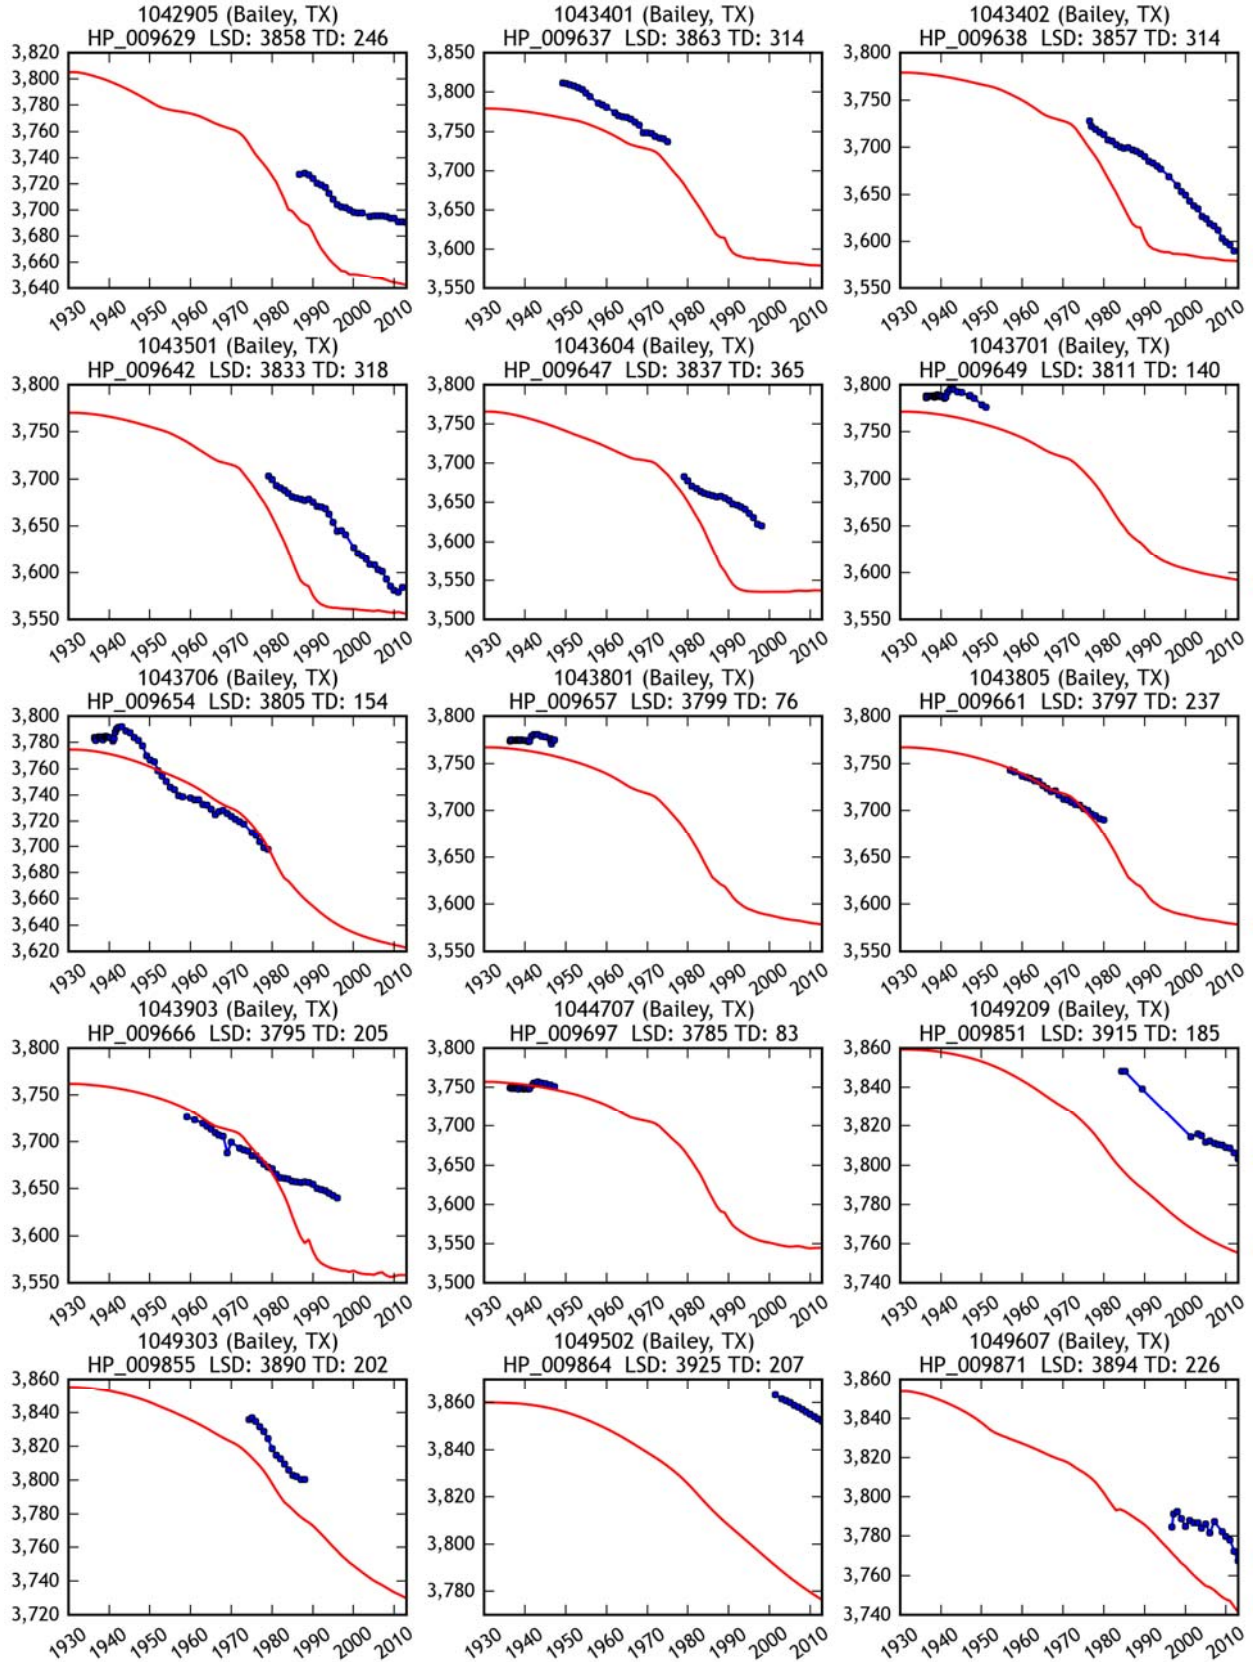 1042905 (Bailey, TX)
HP_009629 LSD: 3858 TD: 246
3,820
3,800
3,780
3,760
3,740
3,720
3,700
3,680
3,660
3,640
1930 1940 1950 1960 1970 1980 1990 2000 2010
1043401 (Bailey, TX)
HP_009637 LSD: 3863 TD: 314
3,850
3,800
3,750
3,700
3,650
3,600
3,550
1930 1940 1950 1960 1970 1980 1990 2000 2010
1043402 (Bailey, TX)
HP_009638 LSD: 3857 TD: 314
3,800
3,750
3,700
3,650
3,600
3,550
1930 1940 1950 1960 1970 1980 1990 2000 2010
1043501 (Bailey, TX)
HP_009642 LSD: 3833 TD: 318
3,800
3,750
3,700
3,650
3,600
3,550
1930 1940 1950 1960 1970 1980 1990 2000 2010
1043604 (Bailey, TX)
HP_009647 LSD: 3837 TD: 365
3,800
3,750
3,700
3,650
3,600
3,550
3,500
1930 1940 1950 1960 1970 1980 1990 2000 2010
1043701 (Bailey, TX)
HP_009649 LSD: 3811 TD: 140
3,800
3,750
3,700
3,650
3,600
3,550
1930 1940 1950 1960 1970 1980 1990 2000 2010
1043706 (Bailey, TX)
HP_009654 LSD: 3805 TD: 154
3,800
3,780
3,760
3,740
3,720
3,700
3,680
3,660
3,640
3,620
1930 1940 1950 1960 1970 1980 1990 2000 2010
1043801 (Bailey, TX)
HP_009657 LSD: 3799 TD: 76
3,800
3,750
3,700
3,650
3,600
3,550
1930 1940 1950 1960 1970 1980 1990 2000 2010
1043805 (Bailey, TX)
HP_009661 LSD: 3797 TD: 237
3,800
3,750
3,700
3,650
3,600
3,550
1930 1940 1950 1960 1970 1980 1990 2000 2010
1043903 (Bailey, TX)
HP_009666 LSD: 3795 TD: 205
3,800
3,750
3,700
3,650
3,600
3,550
1930 1940 1950 1960 1970 1980 1990 2000 2010
1044707 (Bailey, TX)
HP_009697 LSD: 3785 TD: 83
3,800
3,750
3,700
3,650
3,600
3,550
3,500
1930 1940 1950 1960 1970 1980 1990 2000 2010
1049209 (Bailey, TX)
HP_009851 LSD: 3915 TD: 185
3,860
3,840
3,820
3,800
3,780
3,760
3,740
1930 1940 1950 1960 1970 1980 1990 2000 2010
1049303 (Bailey, TX)
HP_009855 LSD: 3890 TD: 202
3,860
3,840
3,820
3,800
3,780
3,760
3,740
3,720
1930 1940 1950 1960 1970 1980 1990 2000 2010
1049502 (Bailey, TX)
HP_009864 LSD: 3925 TD: 207
3,860
3,840
3,820
3,800
3,780
1930 1940 1950 1960 1970 1980 1990 2000 2010
1049607 (Bailey, TX)
HP_009871 LSD: 3894 TD: 226
3,860
3,840
3,820
3,800
3,780
3,760
3,740
1930 1940 1950 1960 1970 1980 1990 2000 2010